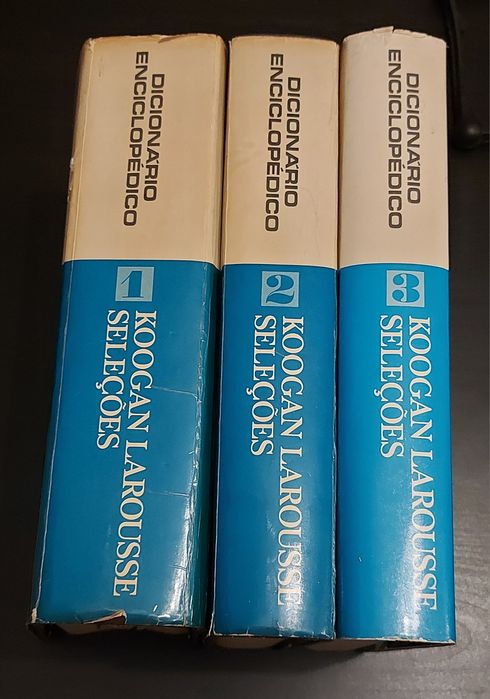 DICIONÁRIO
ENCICLOPÉDICO
1
KOOGAN LAROUSSE
SELEÇÕES
DICIONÁRIO
ENCICLOPÉDICO
2
KOOGAN LAROUSSE
SELEÇÕES
DICIONÁRIO
ENCICLOPÉDICO
3
KOOGAN LAROUSSE
SELEÇÕES